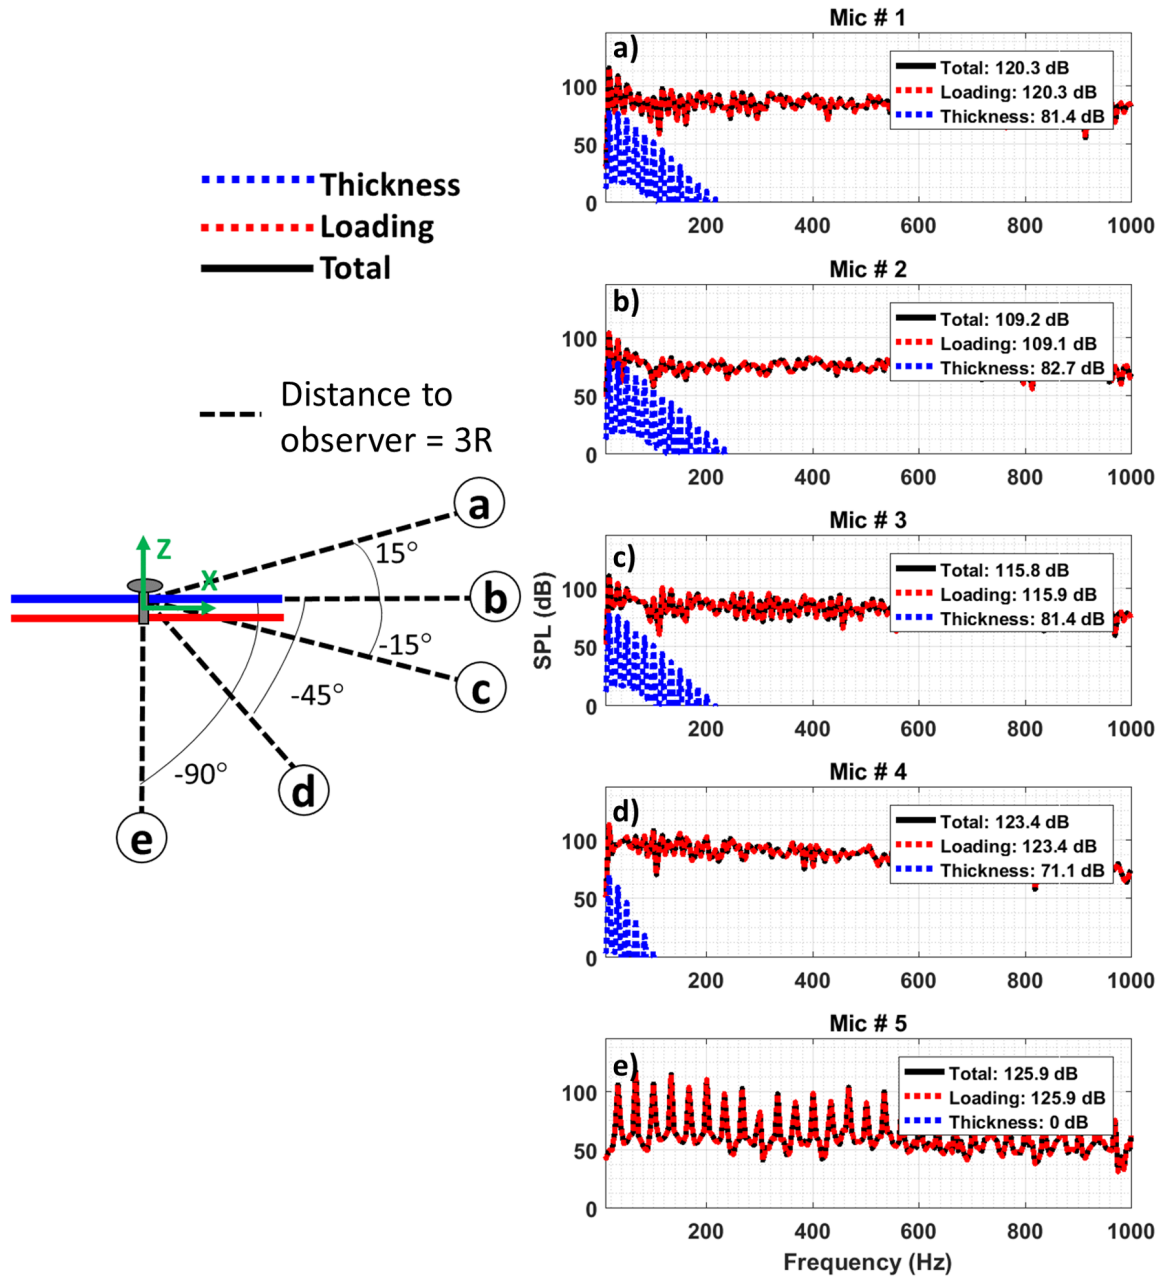 Thickness
Loading
Total
Distance to
observer = 3R
a
15°
Z
X
b
-15°
c
-45°
-90°
d
e
Mic # 1
a)
Total: 120.3 dB
Loading: 120.3 dB
Thickness: 81.4 dB
100
50
0
200
400
600
800
1000
Mic # 2
b)
Total: 109.2 dB
Loading: 109.1 dB
Thickness: 82.7 dB
100
50
0
200
400
600
800
1000
Mic # 3
c)
Total: 115.8 dB
Loading: 115.9 dB
Thickness: 81.4 dB
SPL (dB)
100
50
0
200
400
600
800
1000
Mic # 4
d)
Total: 123.4 dB
Loading: 123.4 dB
Thickness: 71.1 dB
100
50
0
200
400
600
800
1000
Mic # 5
e)
Total: 125.9 dB
Loading: 125.9 dB
Thickness: 0 dB
100
50
0
200
400
600
800
1000
Frequency (Hz)